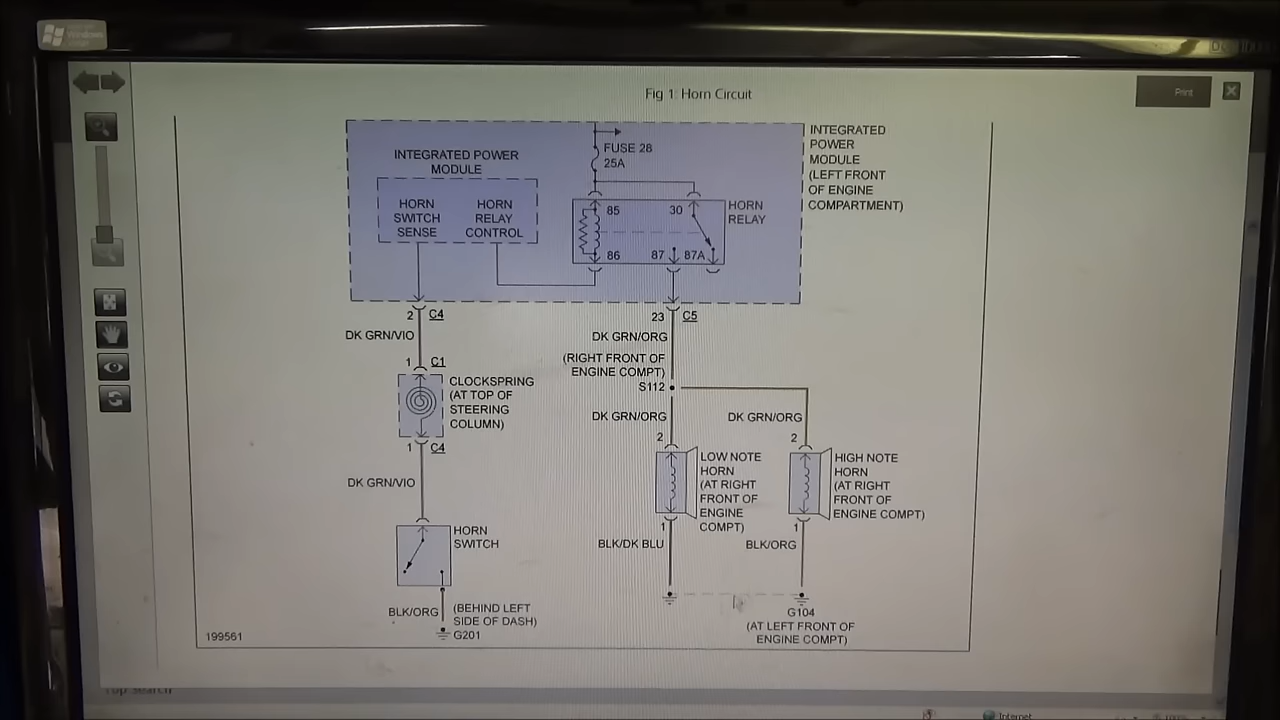 Windows
Fig 1: Horn Circuit
Print
INTEGRATED POWER
MODULE
HORN
SWITCH
SENSE
HORN
RELAY
CONTROL
FUSE 28
25A
85
30
86
87
87A
HORN
RELAY
INTEGRATED
POWER
MODULE
(LEFT FRONT
OF ENGINE
COMPARTMENT)
2
C4
DK GRN/VIO
1
C1
CLOCKSPRING
(AT TOP OF
STEERING
COLUMN)
1
C4
DK GRN/VIO
HORN
SWITCH
BLK/ORG
(BEHIND LEFT
SIDE OF DASH)
G201
23
C5
DK GRN/ORG
(RIGHT FRONT OF
ENGINE COMPT)
S112
DK GRN/ORG
DK GRN/ORG
2
2
LOW NOTE
HORN
(AT RIGHT
FRONT OF
ENGINE
COMPT)
HIGH NOTE
HORN
(AT RIGHT
FRONT OF
ENGINE COMPT)
1
1
BLK/DK BLU
BLK/ORG
G104
(AT LEFT FRONT OF
ENGINE COMPT)
199561
Top Search
Internet